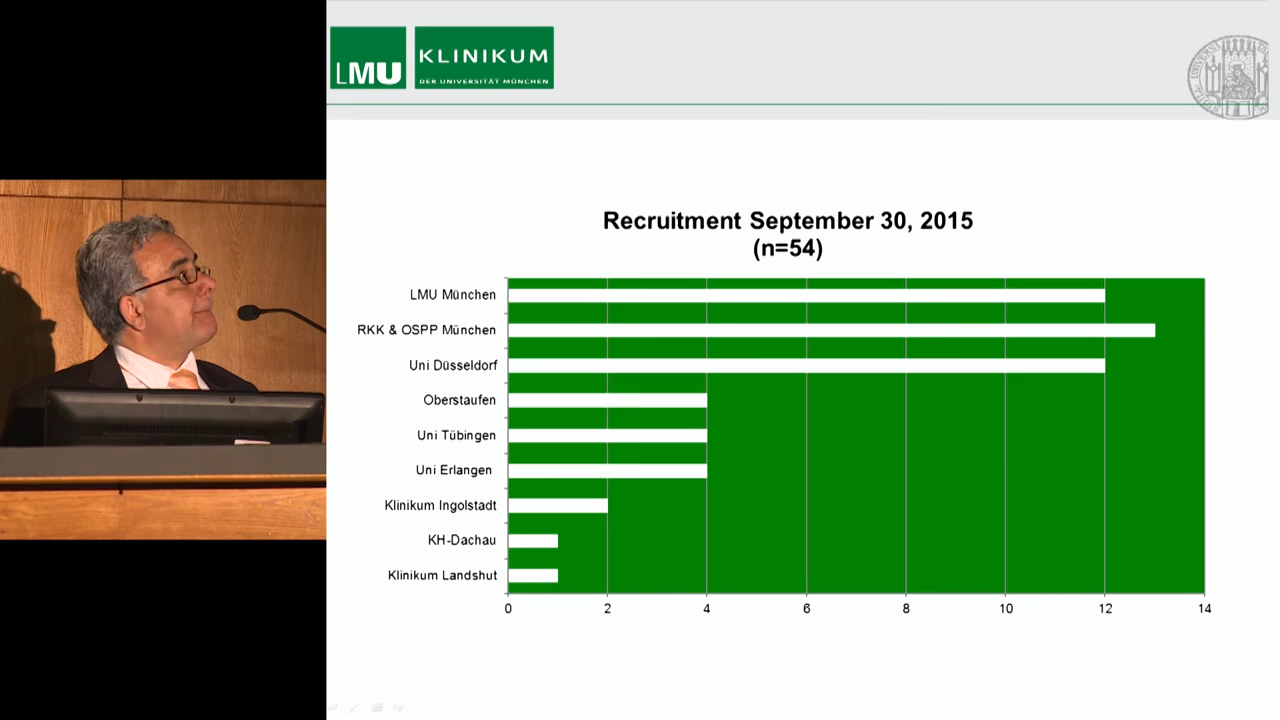 LMU KLINIKUM
DER UNIVERSITÄT MÜNCHEN
Recruitment September 30, 2015
(n=54)
LMU München
RKK & OSPP München
Uni Düsseldorf
Oberstaufen
Uni Tübingen
Uni Erlangen
Klinikum Ingolstadt
KH-Dachau
Klinikum Landshut
0 2 4 6 8 10 12 14